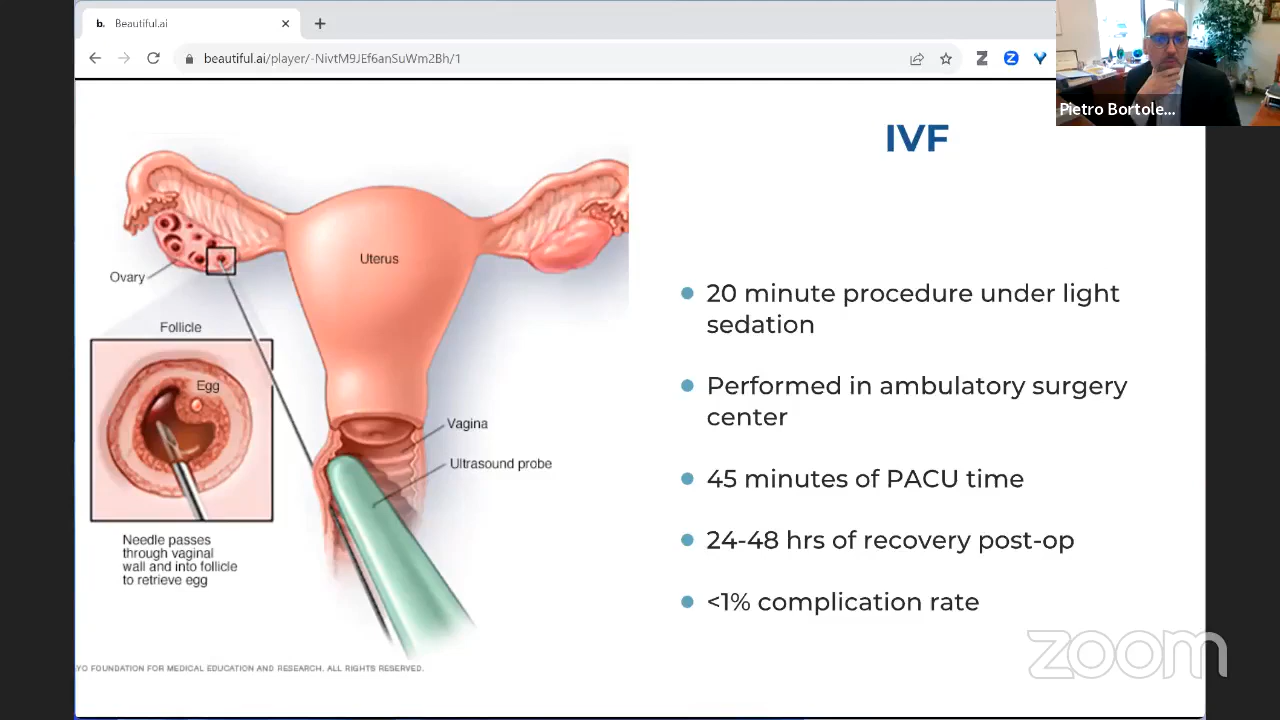 b. Beautiful.ai
beautiful.ai/player/-NivtM9JEf6anSuWm2Bh/1
Pietro Bortole...
IVF
Ovary
Uterus
Follicle
Egg
Vagina
Ultrasound probe
Needle passes
through vaginal
wall and into follicle
to retrieve egg
YO FOUNDATION FOR MEDICAL EDUCATION AND RESEARCH. ALL RIGHTS RESERVED.
20 minute procedure under light
sedation
Performed in ambulatory surgery
center
45 minutes of PACU time
24-48 hrs of recovery post-op
<1% complication rate
zoom